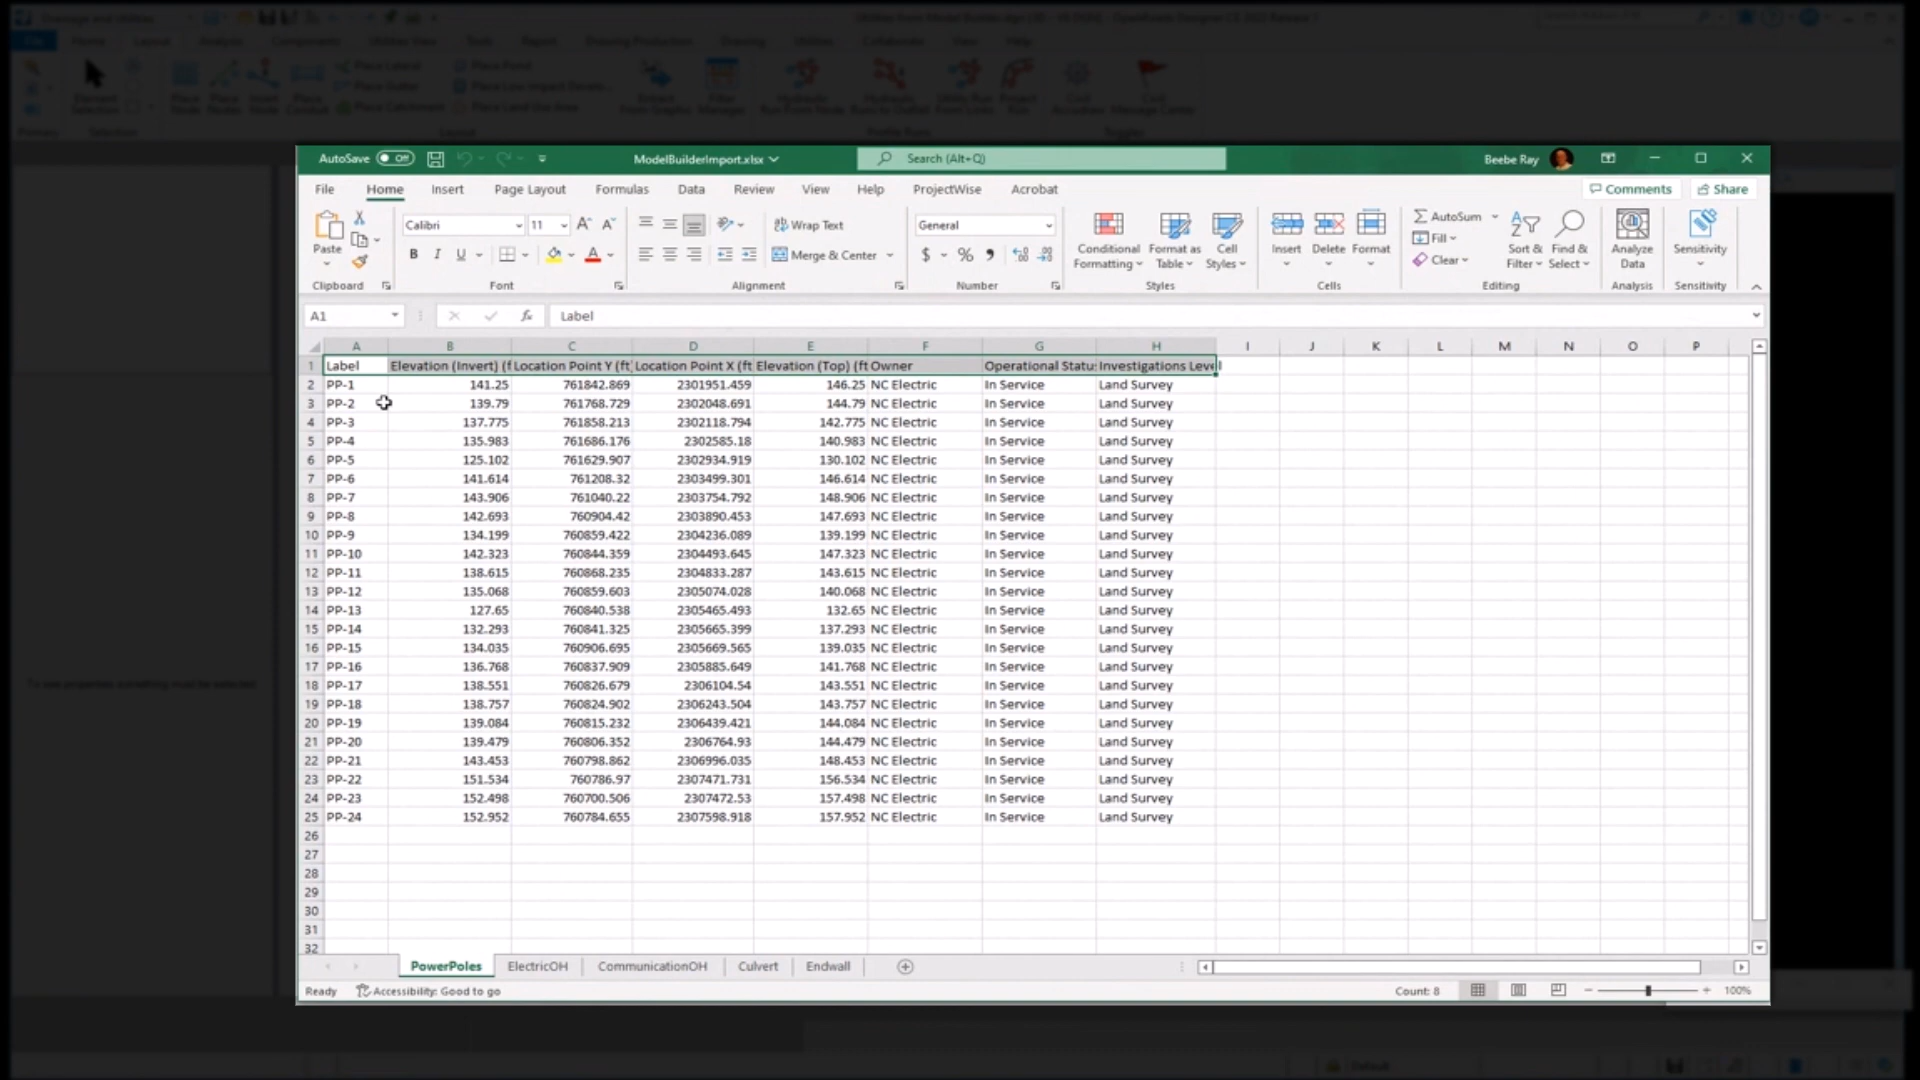 AutoSave Off ModelBuilderImport.xlsx Search (Alt+Q) Beebe Ray
File Home Insert Page Layout Formulas Data Review View Help ProjectWise Acrobat Comments Share
Paste Calibri 11 Wrap Text General Conditional Formatting Format as Table Cell Styles Insert Delete Format AutoSum Fill Clear Sort & Filter Find & Select Analyze Data Sensitivity
B I U Merge & Center $ %
Clipboard Font Alignment Number Styles Cells Editing Analysis Sensitivity
A1 fx Label
A B C D E F G H I J K L M N O P
1 Label Elevation (Invert) (f Location Point Y (ft Location Point X (ft Elevation (Top) (ft Owner Operational Statu: Investigations Level
2 PP-1 141.25 761842.869 2301951.459 146.25 NC Electric In Service Land Survey
3 PP-2 139.79 761768.729 2302048.691 144.79 NC Electric In Service Land Survey
4 PP-3 137.775 761858.213 2302118.794 142.775 NC Electric In Service Land Survey
5 PP-4 135.983 761686.176 2302585.18 140.983 NC Electric In Service Land Survey
6 PP-5 125.102 761629.907 2302934.919 130.102 NC Electric In Service Land Survey
7 PP-6 141.614 761208.32 2303499.301 146.614 NC Electric In Service Land Survey
8 PP-7 143.906 761040.22 2303754.792 148.906 NC Electric In Service Land Survey
9 PP-8 142.693 760904.42 2303890.453 147.693 NC Electric In Service Land Survey
10 PP-9 134.199 760859.422 2304236.089 139.199 NC Electric In Service Land Survey
11 PP-10 142.323 760844.359 2304493.645 147.323 NC Electric In Service Land Survey
12 PP-11 138.615 760868.235 2304833.287 143.615 NC Electric In Service Land Survey
13 PP-12 135.068 760859.603 2305074.028 140.068 NC Electric In Service Land Survey
14 PP-13 127.65 760840.538 2305465.493 132.65 NC Electric In Service Land Survey
15 PP-14 132.293 760841.325 2305665.399 137.293 NC Electric In Service Land Survey
16 PP-15 134.035 760906.695 2305669.565 139.035 NC Electric In Service Land Survey
17 PP-16 136.768 760837.909 2305885.649 141.768 NC Electric In Service Land Survey
18 PP-17 138.551 760826.679 2306104.54 143.551 NC Electric In Service Land Survey
19 PP-18 138.757 760824.902 2306243.504 143.757 NC Electric In Service Land Survey
20 PP-19 139.084 760815.232 2306439.421 144.084 NC Electric In Service Land Survey
21 PP-20 139.479 760806.352 2306764.93 144.479 NC Electric In Service Land Survey
22 PP-21 143.453 760798.862 2306996.035 148.453 NC Electric In Service Land Survey
23 PP-22 151.534 760786.97 2307471.731 156.534 NC Electric In Service Land Survey
24 PP-23 152.498 760700.506 2307472.53 157.498 NC Electric In Service Land Survey
25 PP-24 152.952 760784.655 2307598.918 157.952 NC Electric In Service Land Survey
26
27
28
29
30
31
32
PowerPoles ElectricOH CommunicationOH Culvert Endwall
Ready Accessibility: Good to go Count: 8 100%